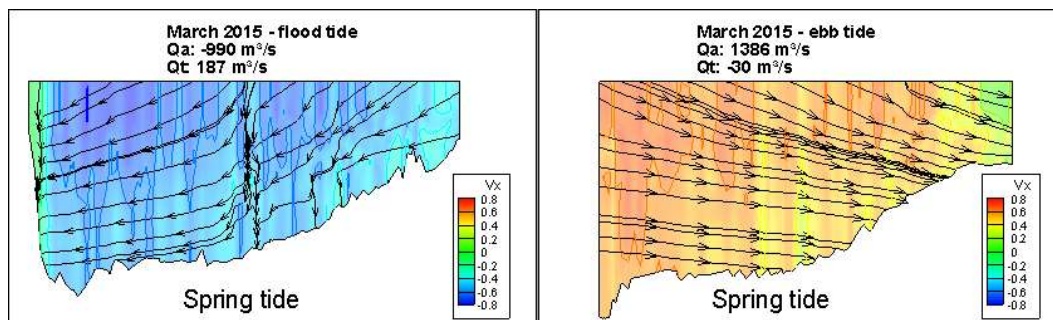 March 2015 - flood tide
Qa: -990 m³/s
Qt: 187 m³/s
Vx
0.8
0.6
0.4
0.2
0
-0.2
-0.4
-0.6
-0.8
Spring tide
March 2015 - ebb tide
Qa: 1386 m³/s
Qt: -30 m³/s
Vx
0.8
0.6
0.4
0.2
0
-0.2
-0.4
-0.6
-0.8
Spring tide